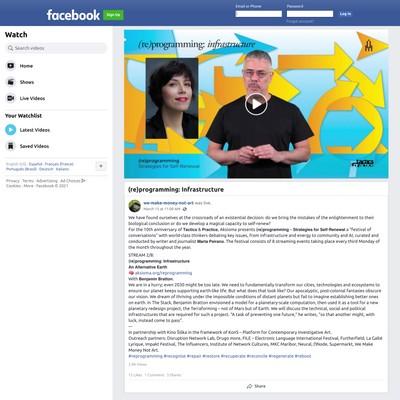 facebook
Sign Up
Email or Phone
Password
Log In
Forgot account?
Watch
Search videos
Home
Shows
Live Videos
Your Watchlist
Latest Videos
Saved Videos
English (US) · Español · Français (France) ·
Português (Brasil) · Deutsch · Italiano
Privacy · Terms · Advertising · Ad Choices ·
Cookies · More · Facebook © 2021
(re)programming: infrastructure
(re)programming
Strategies for Self-Renewal
TACTICS &
(re)programming: Infrastructure
we-make-money-not-art was live.
March 15 at 11:00 AM ·
We have found ourselves at the crossroads of an existential decision: do we bring the mistakes of the enlightenment to their
biological conclusion or do we develop a magical capacity to self-renew?
For the 10th anniversary of Tactics & Practice, Aksioma presents (re)programming – Strategies for Self-Renewal a "festival of
conversations" with world-class thinkers debating key issues, from infrastructure and energy to community and AI, curated and
conducted by writer and journalist Marta Peirano. The festival consists of 8 streaming events taking place every third Monday of
the month throughout the year.
STREAM 2/8:
(re)programming: Infrastructure
An Alternative Earth
aksioma.org/reprogramming
With Benjamin Bratton.
We are in a hurry; even 2030 might be too late. We need to fundamentally transform our cities, technologies and ecosystems to
ensure our planet keeps supporting earth-like life. But what does that look like? Our apocalyptic, post-colonial fantasies obscure
our vision. We dream of thriving under the impossible conditions of distant planets but fail to imagine establishing better ones
on earth. In The Stack, Benjamin Bratton envisioned a model for a planetary-scale computation, then used it as a tool for a new
planetary redesign project, the Terraforming – not of Mars but of Earth. We will discuss the technical, social and political
infrastructures that are required for such a project. "A task of preventing one future," he writes, "so that another might, with
luck, instead come to pass".
—
In partnership with Kino Šiška in the framework of KonS – Platform for Contemporary Investigative Art.
Outreach partners: Disruption Network Lab, Drugo more, FILE – Electronic Language International Festival, Furtherfield, La Gaîté
Lyrique, Impakt Festival, The Influencers, Institute of Network Cultures, MKC Maribor, Neural, d'Node, Supermarkt, We Make
Money Not Art.
#reprogramming #recognise #repair #restore #recuperate #reconcile #regenerate #reboot
Views
15 Likes · 1 Comment · 5 Shares
Share